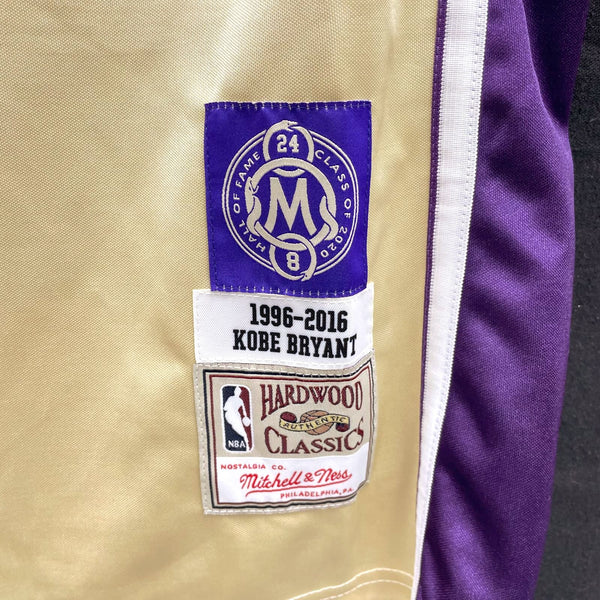 24
HALL OF FAME CLASS OF 2020
M
8
1996-2016
KOBE BRYANT
HARDWOOD
AUTHENTIC
CLASSICS
NBA
NOSTALGIA CO.
Mitchell & Ness
PHILADELPHIA, PA.